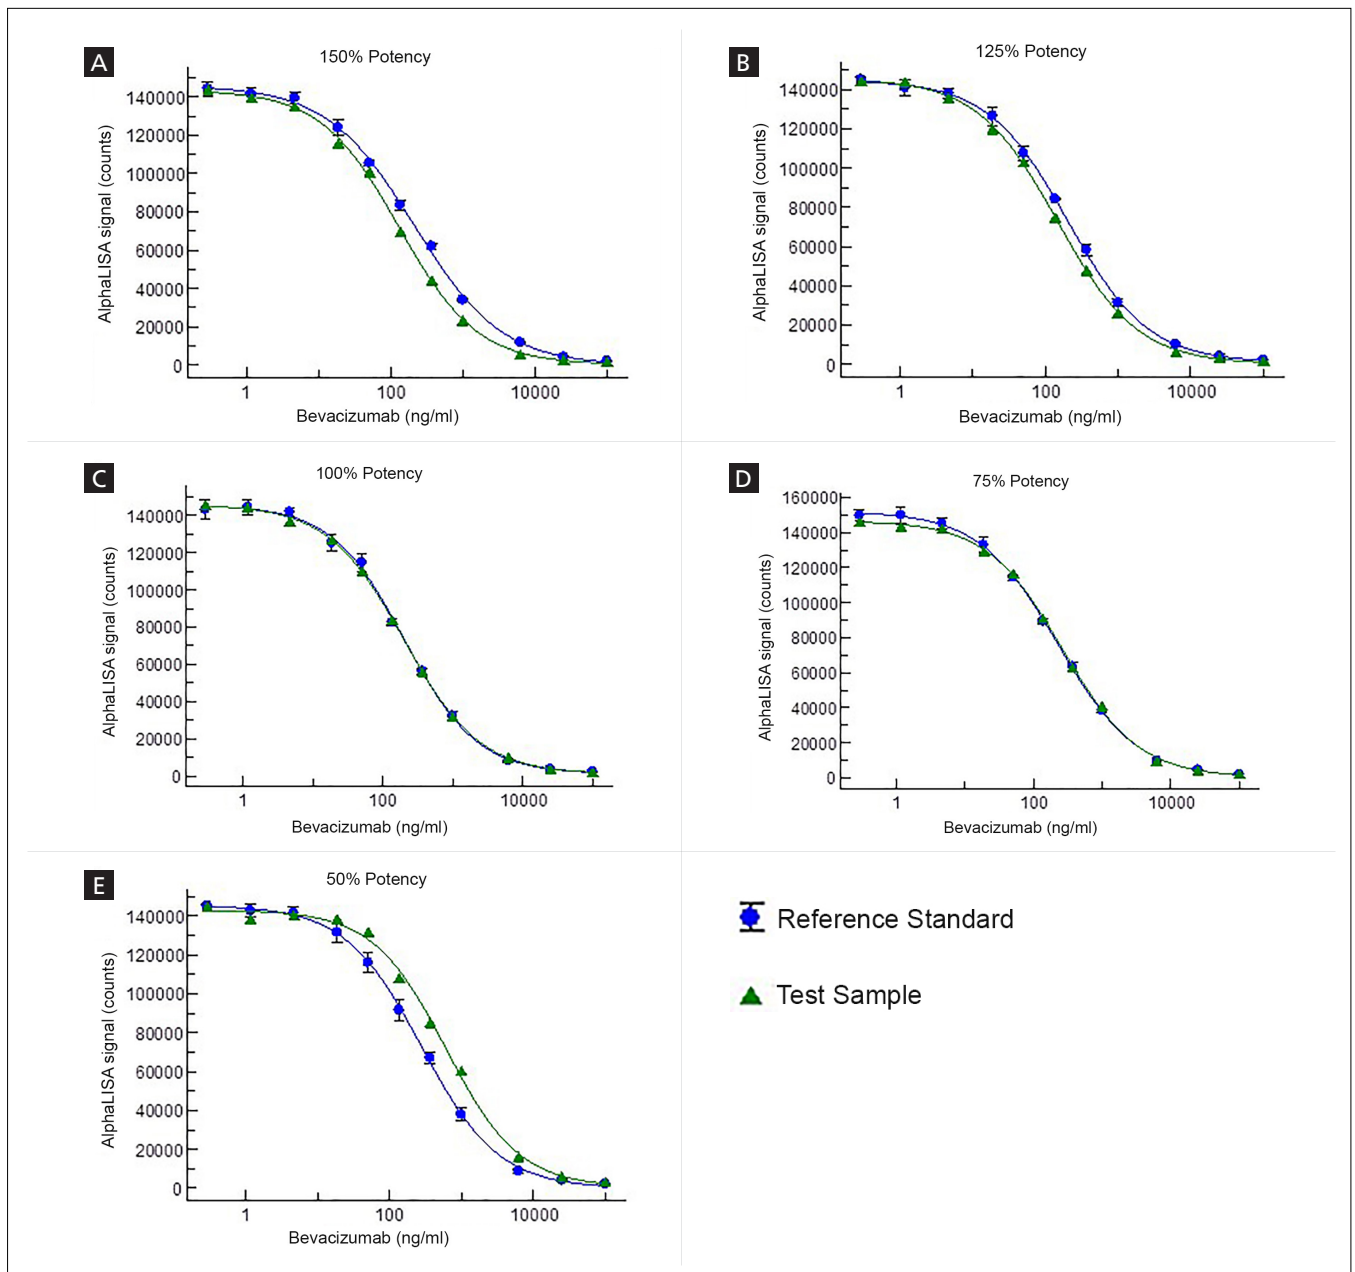 A
150% Potency
AlphaLISA signal (counts)
140000
120000
100000
80000
60000
40000
20000
0
1
100
10000
Bevacizumab (ng/ml)
B
125% Potency
AlphaLISA signal (counts)
140000
120000
100000
80000
60000
40000
20000
0
1
100
10000
Bevacizumab (ng/ml)
C
100% Potency
AlphaLISA signal (counts)
140000
120000
100000
80000
60000
40000
20000
0
1
100
10000
Bevacizumab (ng/ml)
D
75% Potency
AlphaLISA signal (counts)
160000
140000
120000
100000
80000
60000
40000
20000
0
1
100
10000
Bevacizumab (ng/ml)
E
50% Potency
AlphaLISA signal (counts)
140000
120000
100000
80000
60000
40000
20000
0
1
100
10000
Bevacizumab (ng/ml)
Reference Standard
Test Sample